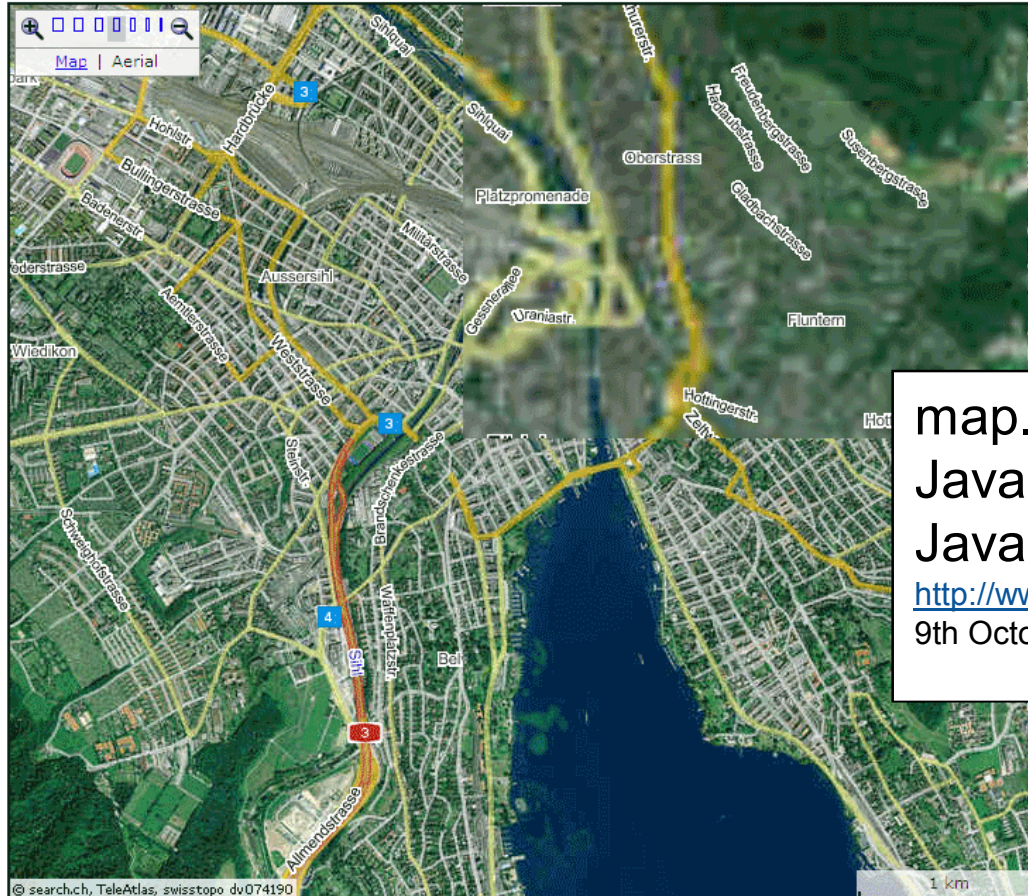 Map | Aerial
Sihlquai
3
Hardbrücke
Hohlstr.
Bullingerstrasse
Badenerstr.
Sihlquai
Oberstrass
Hadlaubstrasse
Freudenbergstrasse
Susenbergstrasse
Gladbachstrasse
Platzpromenade
Militärstrasse
Aussersihl
Gessnerallee
Uraniastr.
Fluntern
Aemtlerstrasse
Wiedikon
Weststrasse
Hottingerstr.
3
Steinstr.
Brandschenkestrasse
map.
Java
Java
http://ww
9th Octo
Schweighofstrasse
4
Waffenplatzstr.
Sihl
Bel
3
Allmendstrasse
© search.ch, TeleAtlas, swisstopo dv074190
1 km